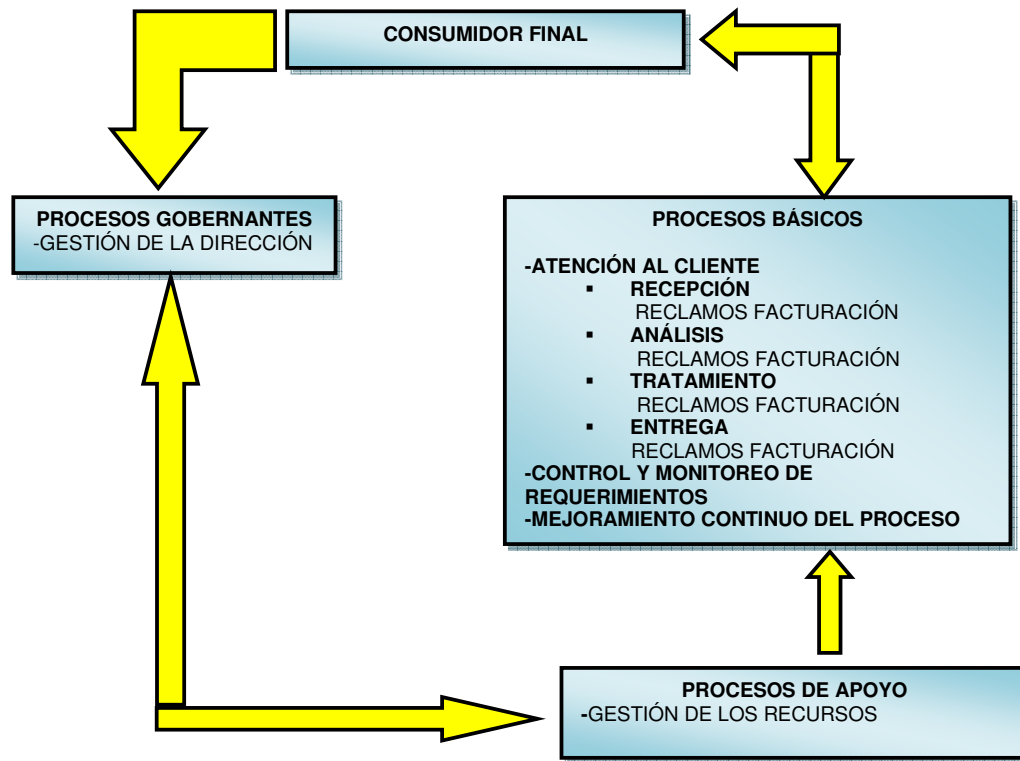 CONSUMIDOR FINAL
PROCESOS GOBERNANTES
-GESTIÓN DE LA DIRECCIÓN
PROCESOS BÁSICOS
-ATENCIÓN AL CLIENTE
▪ RECEPCIÓN
RECLAMOS FACTURACIÓN
▪ ANÁLISIS
RECLAMOS FACTURACIÓN
▪ TRATAMIENTO
RECLAMOS FACTURACIÓN
▪ ENTREGA
RECLAMOS FACTURACIÓN
-CONTROL Y MONITOREO DE
REQUERIMIENTOS
-MEJORAMIENTO CONTINUO DEL PROCESO
PROCESOS DE APOYO
-GESTIÓN DE LOS RECURSOS